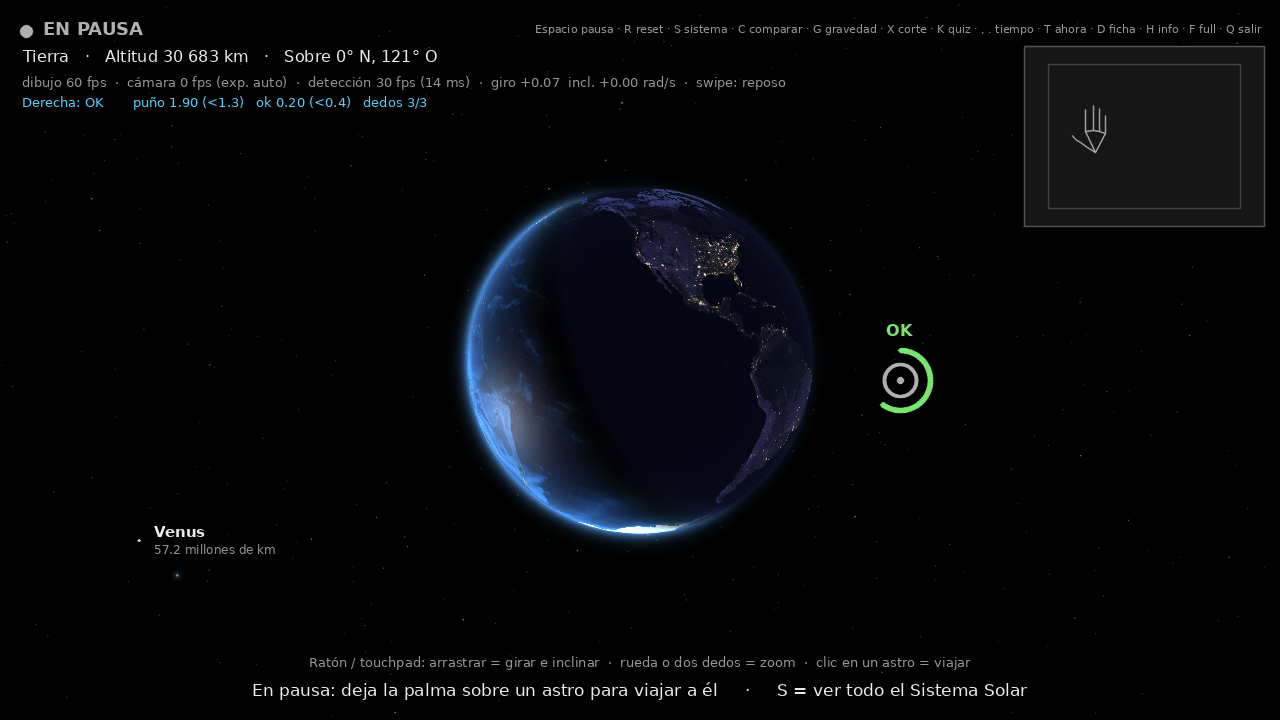 EN PAUSA
Espacio pausa · R reset · S sistema · C comparar · G gravedad · X corte · K quiz · , . tiempo · T ahora · D ficha · H info · F full · Q salir
Tierra · Altitud 30 683 km · Sobre 0° N, 121° O
dibujo 60 fps · cámara 0 fps (exp. auto) · detección 30 fps (14 ms) · giro +0.07 incl. +0.00 rad/s · swipe: reposo
Derecha: OK puño 1.90 (<1.3) ok 0.20 (<0.4) dedos 3/3
OK
Venus
57.2 millones de km
Ratón / touchpad: arrastrar = girar e inclinar · rueda o dos dedos = zoom · clic en un astro = viajar
En pausa: deja la palma sobre un astro para viajar a él · S = ver todo el Sistema Solar